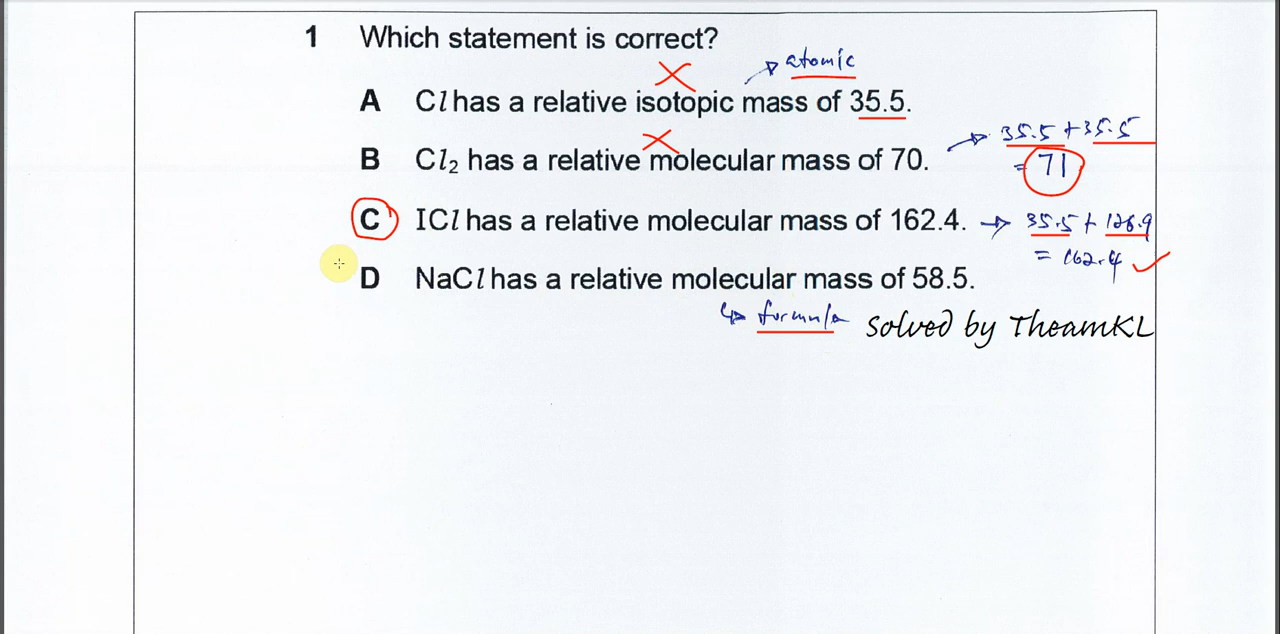 1 Which statement is correct?
atomic
A Cl has a relative isotopic mass of 35.5.
35.5 + 35.5
B Cl₂ has a relative molecular mass of 70.
= 71
C ICl has a relative molecular mass of 162.4.
35.5 + 126.9
= 162.4
D NaCl has a relative molecular mass of 58.5.
formula
Solved by TheamKL